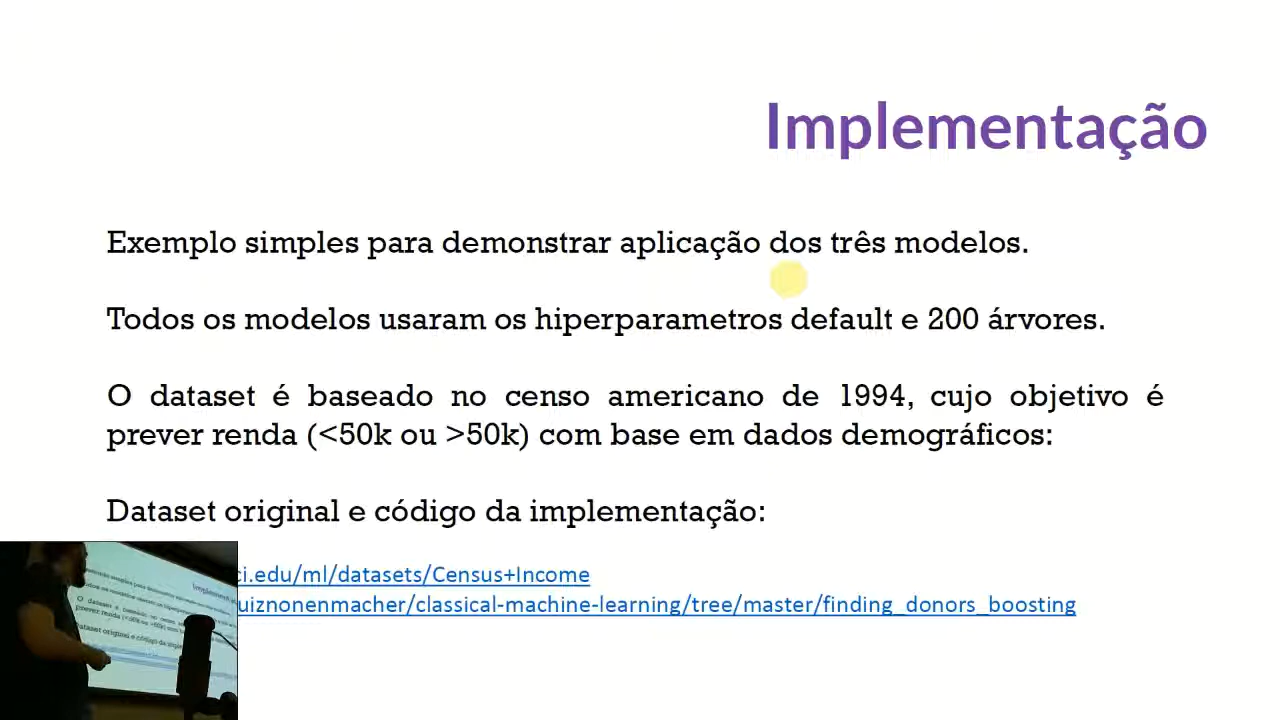 Implementação
Exemplo simples para demonstrar aplicação dos três modelos.
Todos os modelos usaram os hiperparametros default e 200 árvores.
O dataset é baseado no censo americano de 1994, cujo objetivo é
prever renda (<50k ou >50k) com base em dados demográficos:
Dataset original e código da implementação:
ci.edu/ml/datasets/Census+Income
uiznonenmacher/classical-machine-learning/tree/master/finding_donors_boosting